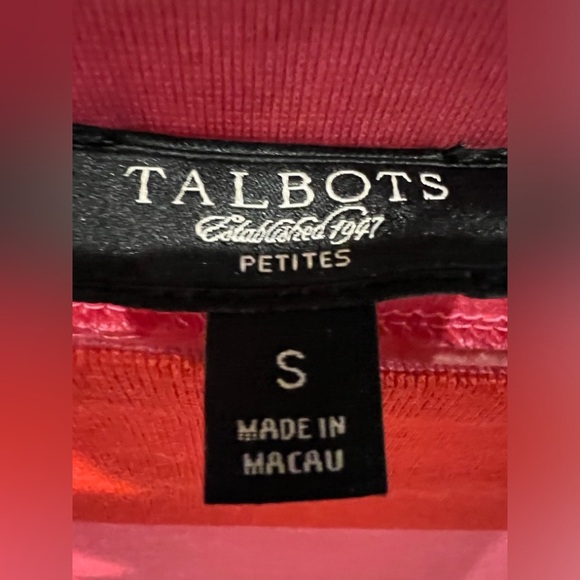 TALBOTS
Established 1947
PETITES
S
MADE IN
MACAU